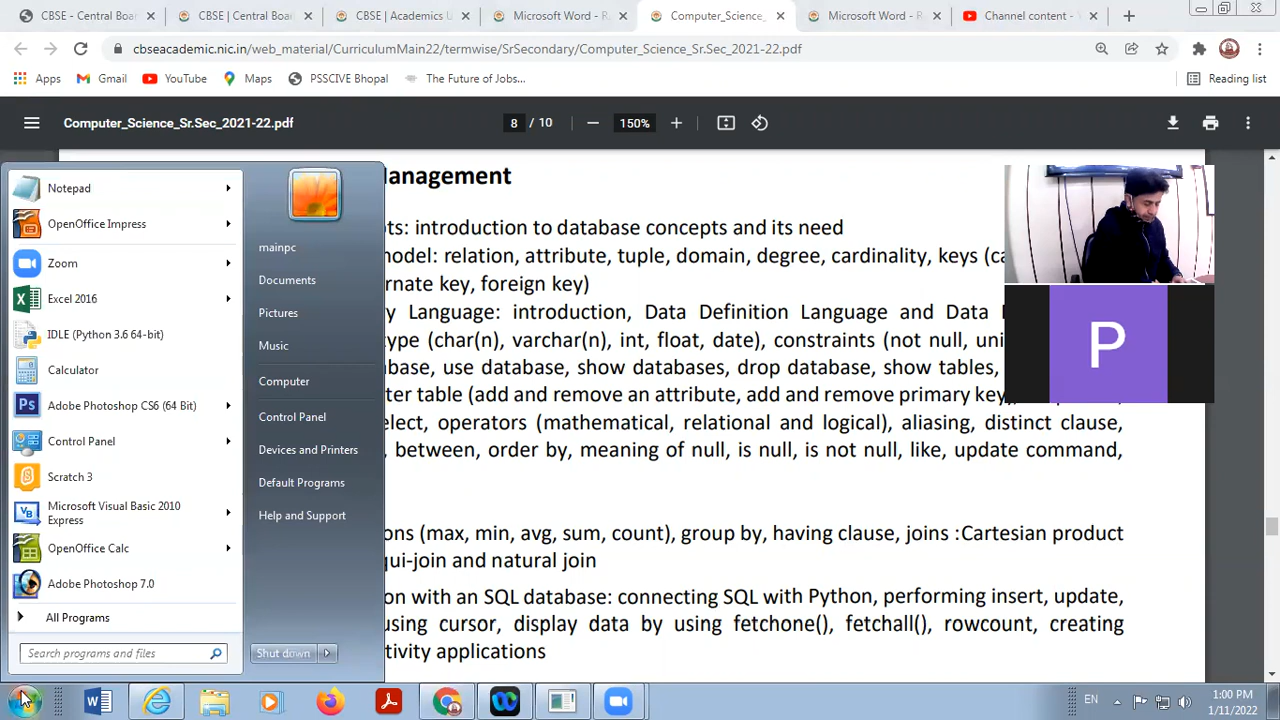 CBSE - Central Board
CBSE | Central Board
CBSE | Academics U
Microsoft Word - R
Computer_Science_
Microsoft Word - R
Channel content - Y
cbseacademic.nic.in/web_material/CurriculumMain22/termwise/SrSecondary/Computer_Science_Sr.Sec_2021-22.pdf
Apps
Gmail
YouTube
Maps
PSSCIVE Bhopal
The Future of Jobs...
Reading list
Computer_Science_Sr.Sec_2021-22.pdf
8 / 10
150%
anagement
ts: introduction to database concepts and its need
odel: relation, attribute, tuple, domain, degree, cardinality, keys (ca
rnate key, foreign key)
y Language: introduction, Data Definition Language and Data
ype (char(n), varchar(n), int, float, date), constraints (not null, uni
base, use database, show databases, drop database, show tables,
ter table (add and remove an attribute, add and remove primary key)
elect, operators (mathematical, relational and logical), aliasing, distinct clause,
, between, order by, meaning of null, is null, is not null, like, update command,
ons (max, min, avg, sum, count), group by, having clause, joins :Cartesian product
qui-join and natural join
on with an SQL database: connecting SQL with Python, performing insert, update,
using cursor, display data by using fetchone(), fetchall(), rowcount, creating
tivity applications
P
Notepad
OpenOffice Impress
Zoom
Excel 2016
IDLE (Python 3.6 64-bit)
Calculator
Adobe Photoshop CS6 (64 Bit)
Control Panel
Scratch 3
Microsoft Visual Basic 2010
Express
OpenOffice Calc
Adobe Photoshop 7.0
All Programs
Search programs and files
mainpc
Documents
Pictures
Music
Computer
Control Panel
Devices and Printers
Default Programs
Help and Support
Shut down
EN
1:00 PM
1/11/2022